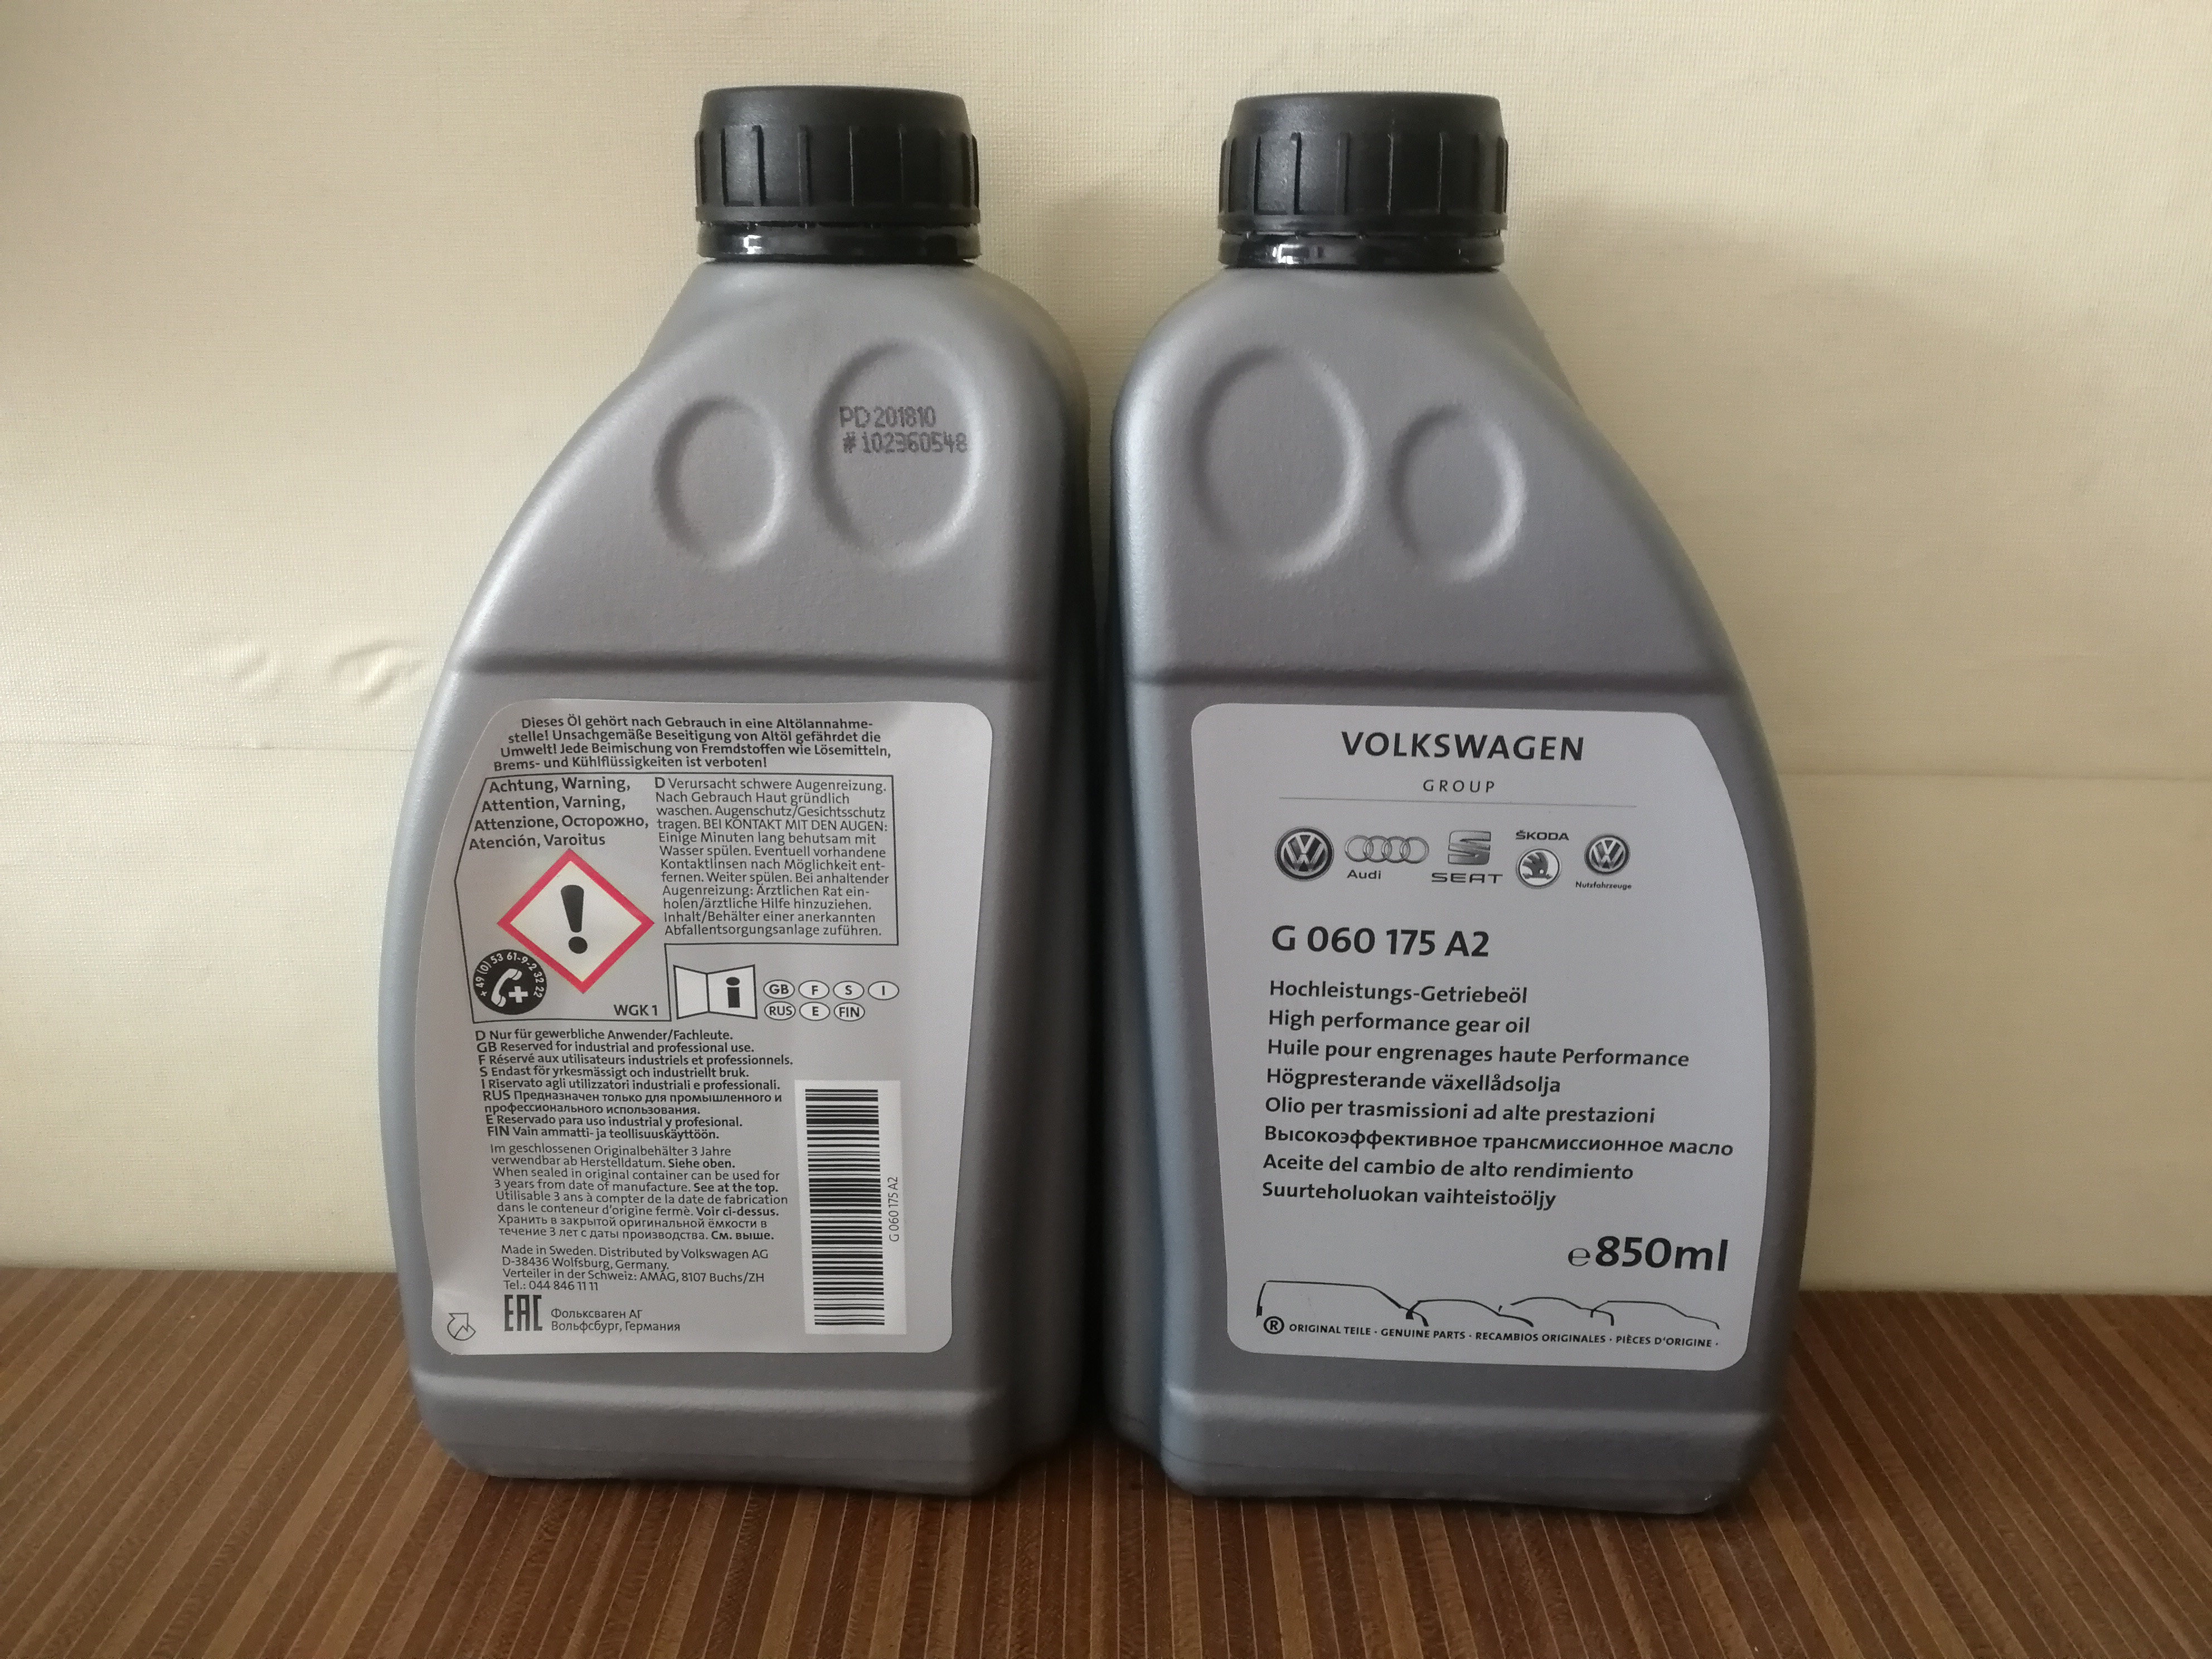 PD 201810
#102360548
Dieses Öl gehört nach Gebrauch in eine Altölannahme-
stelle! Unsachgemäße Beseitigung von Altöl gefährdet die
Umwelt! Jede Beimischung von Fremdstoffen wie Lösemitteln,
Brems- und Kühlflüssigkeiten ist verboten!
Achtung, Warning,
Attention, Varning,
Attenzione, Осторожно,
Atención, Varoitus
D Verursacht schwere Augenreizung.
Nach Gebrauch Haut gründlich
waschen. Augenschutz/Gesichtsschutz
tragen. BEI KONTAKT MIT DEN AUGEN:
Einige Minuten lang behutsam mit
Wasser spülen. Eventuell vorhandene
Kontaktlinsen nach Möglichkeit ent-
fernen. Weiter spülen. Bei anhaltender
Augenreizung: Ärztlichen Rat ein-
holen/ärztliche Hilfe hinzuziehen.
Inhalt/Behälter einer anerkannten
Abfallentsorgungsanlage zuführen.
+49 (0) 53 61-9-2 32 22
WGK 1
i
GB F S I
RUS E FIN
D Nur für gewerbliche Anwender/Fachleute.
GB Reserved for industrial and professional use.
F Réservé aux utilisateurs industriels et professionnels.
S Endast för yrkesmässigt och industriellt bruk.
I Riservato agli utilizzatori industriali e professionali.
RUS Предназначен только для промышленного и
профессионального использования.
E Reservado para uso industrial y profesional.
FIN Vain ammatti- ja teollisuuskäyttöön.
Im geschlossenen Originalbehälter 3 Jahre
verwendbar ab Herstelldatum. Siehe oben.
When sealed in original container can be used for
3 years from date of manufacture. See at the top.
Utilisable 3 ans à compter de la date de fabrication
dans le conteneur d'origine fermè. Voir ci-dessus.
Хранить в закрытой оригинальной ёмкости в
течение 3 лет с даты производства. См. выше.
Made in Sweden. Distributed by Volkswagen AG
D-38436 Wolfsburg, Germany.
Verteiler in der Schweiz: AMAG, 8107 Buchs/ZH
Tel.: 044 846 11 11
EAC
Фольксваген АГ
Вольфсбург, Германия
G 060 175 A2
VOLKSWAGEN
GROUP
Audi
SEAT
ŠKODA
Nutzfahrzeuge
G 060 175 A2
Hochleistungs-Getriebeöl
High performance gear oil
Huile pour engrenages haute Performance
Högpresterande växellådsolja
Olio per trasmissioni ad alte prestazioni
Высокоэффективное трансмиссионное масло
Aceite del cambio de alto rendimiento
Suurteholuokan vaihteistoöljy
℮850ml
® ORIGINAL TEILE · GENUINE PARTS · RECAMBIOS ORIGINALES · PIÈCES D'ORIGINE ·